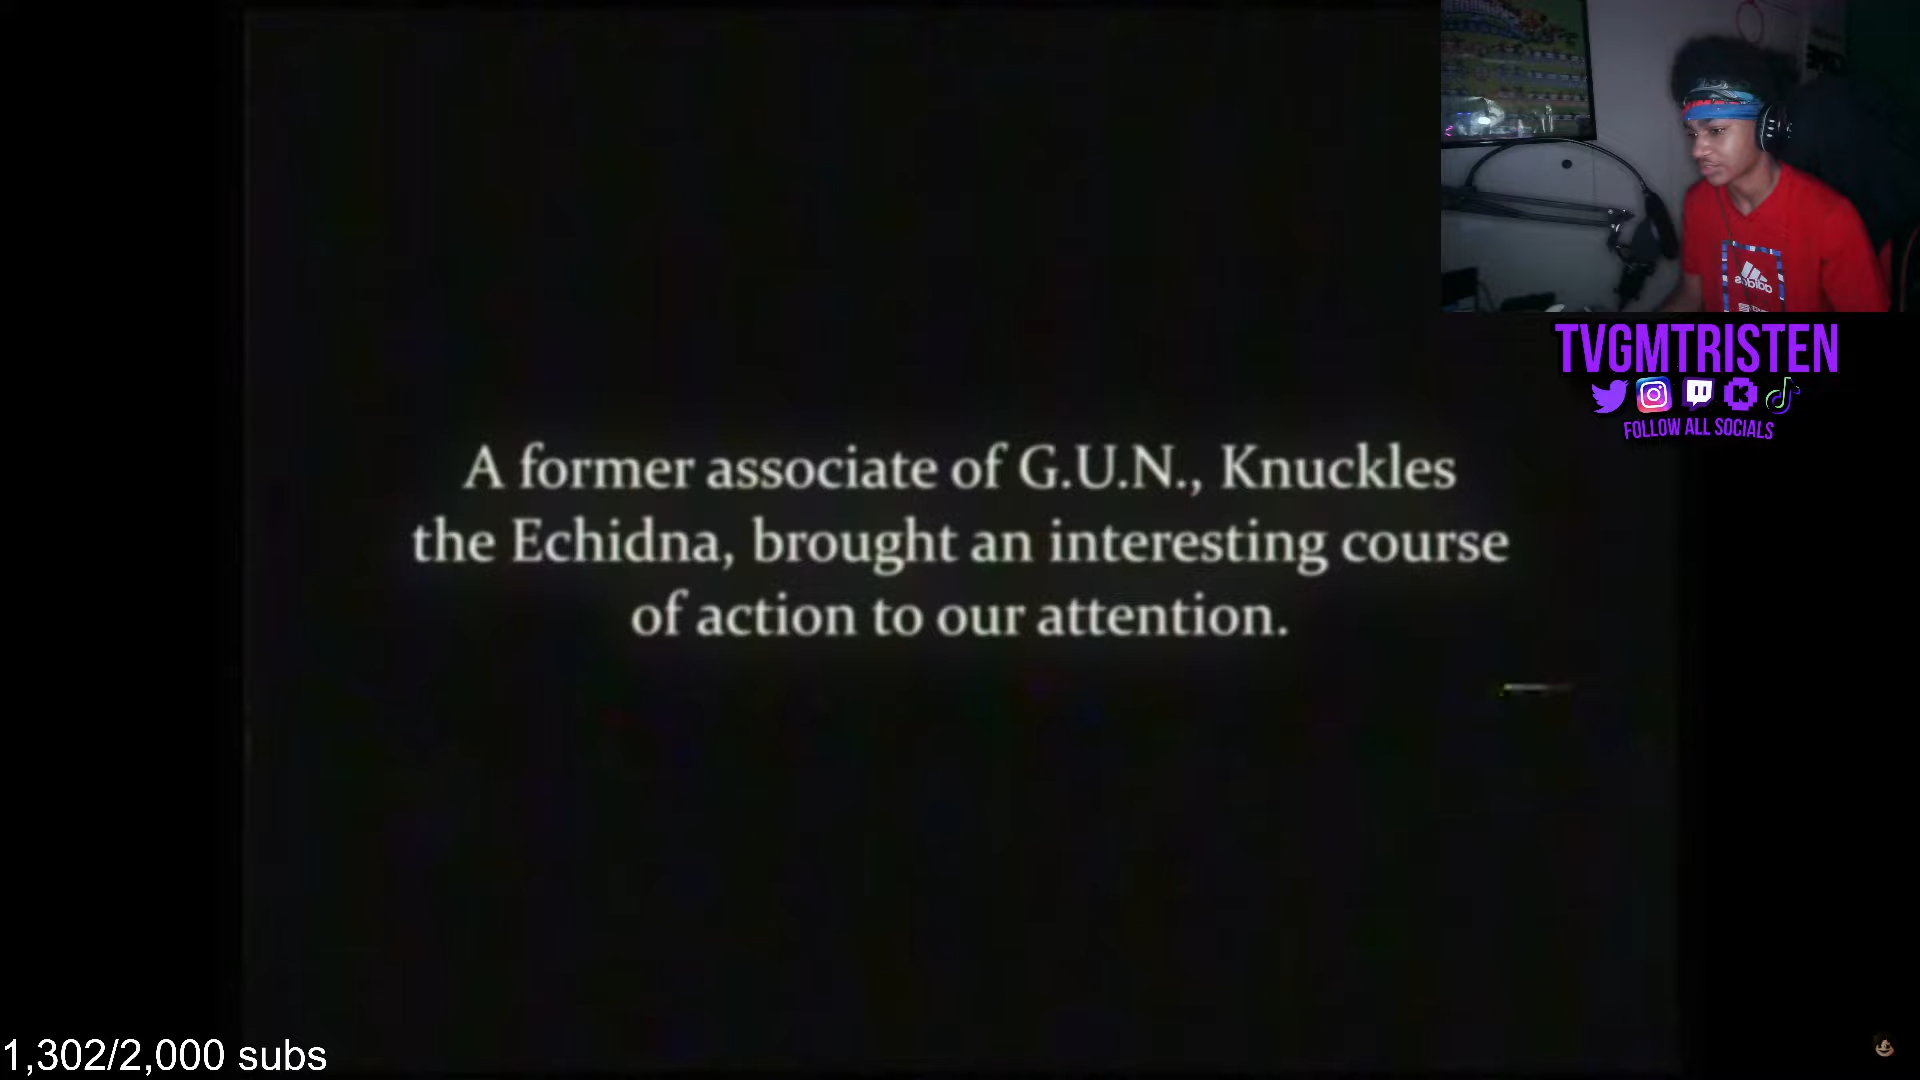 A former associate of G.U.N., Knuckles
the Echidna, brought an interesting course
of action to our attention.
adidas
TVGMTRISTEN
FOLLOW ALL SOCIALS
1,302/2,000 subs